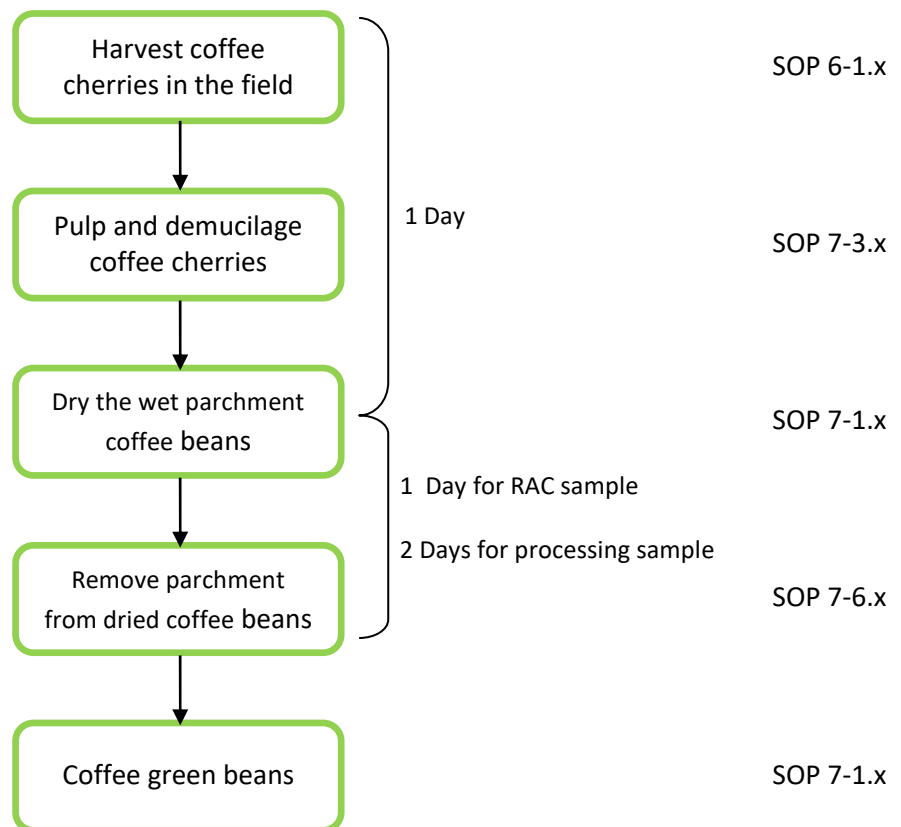 Harvest coffee
cherries in the field
SOP 6-1.x
1 Day
Pulp and demucilage
coffee cherries
SOP 7-3.x
Dry the wet parchment
coffee beans
SOP 7-1.x
1 Day for RAC sample
2 Days for processing sample
Remove parchment
from dried coffee beans
SOP 7-6.x
Coffee green beans
SOP 7-1.x